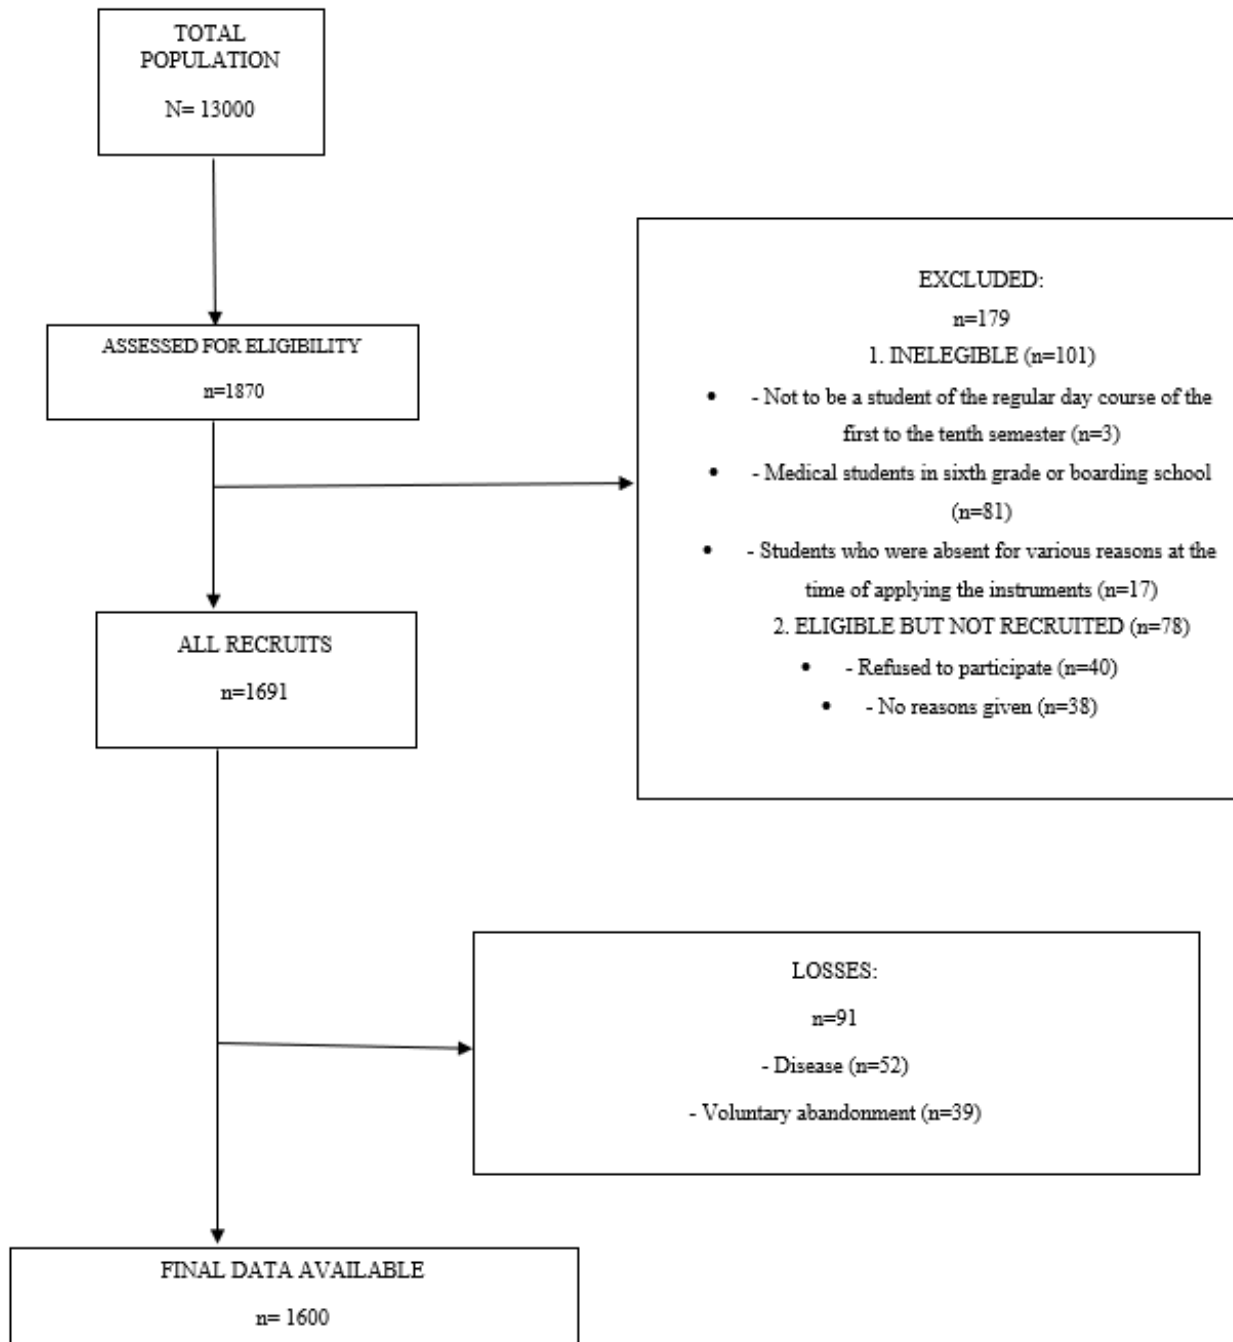 TOTAL
POPULATION
N= 13000
ASSESSED FOR ELIGIBILITY
n=1870
EXCLUDED:
n=179
1. INELEGIBLE (n=101)
• - Not to be a student of the regular day course of the
first to the tenth semester (n=3)
• - Medical students in sixth grade or boarding school
(n=81)
• - Students who were absent for various reasons at the
time of applying the instruments (n=17)
2. ELIGIBLE BUT NOT RECRUITED (n=78)
• - Refused to participate (n=40)
• - No reasons given (n=38)
ALL RECRUITS
n=1691
LOSSES:
n=91
- Disease (n=52)
- Voluntary abandonment (n=39)
FINAL DATA AVAILABLE
n= 1600